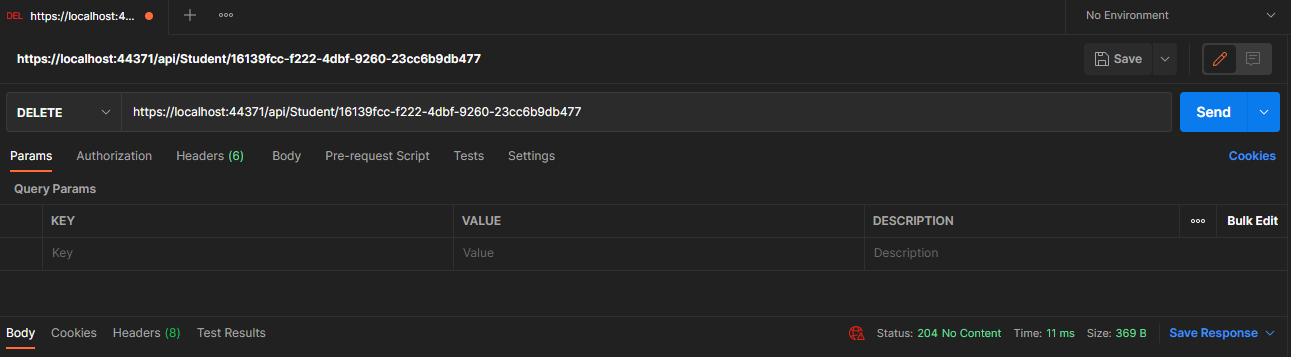 DEL https://localhost:4... No Environment
https://localhost:44371/api/Student/16139fcc-f222-4dbf-9260-23cc6b9db477 Save
DELETE https://localhost:44371/api/Student/16139fcc-f222-4dbf-9260-23cc6b9db477 Send
Params Authorization Headers (6) Body Pre-request Script Tests Settings Cookies
Query Params
KEY VALUE DESCRIPTION Bulk Edit
Key Value Description
Body Cookies Headers (8) Test Results Status: 204 No Content Time: 11 ms Size: 369 B Save Response